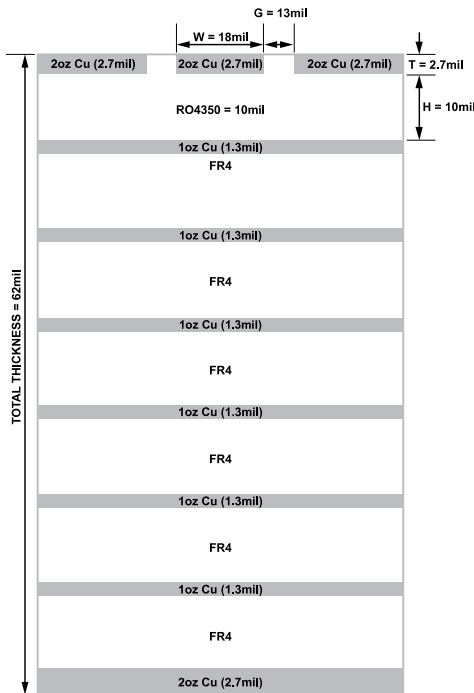 G = 13mil
W = 18mil
2oz Cu (2.7mil) 2oz Cu (2.7mil) 2oz Cu (2.7mil) T = 2.7mil
RO4350 = 10mil H = 10mil
1oz Cu (1.3mil)
FR4
1oz Cu (1.3mil)
FR4
1oz Cu (1.3mil)
FR4
1oz Cu (1.3mil)
FR4
1oz Cu (1.3mil)
FR4
1oz Cu (1.3mil)
FR4
2oz Cu (2.7mil)
TOTAL THICKNESS = 62mil